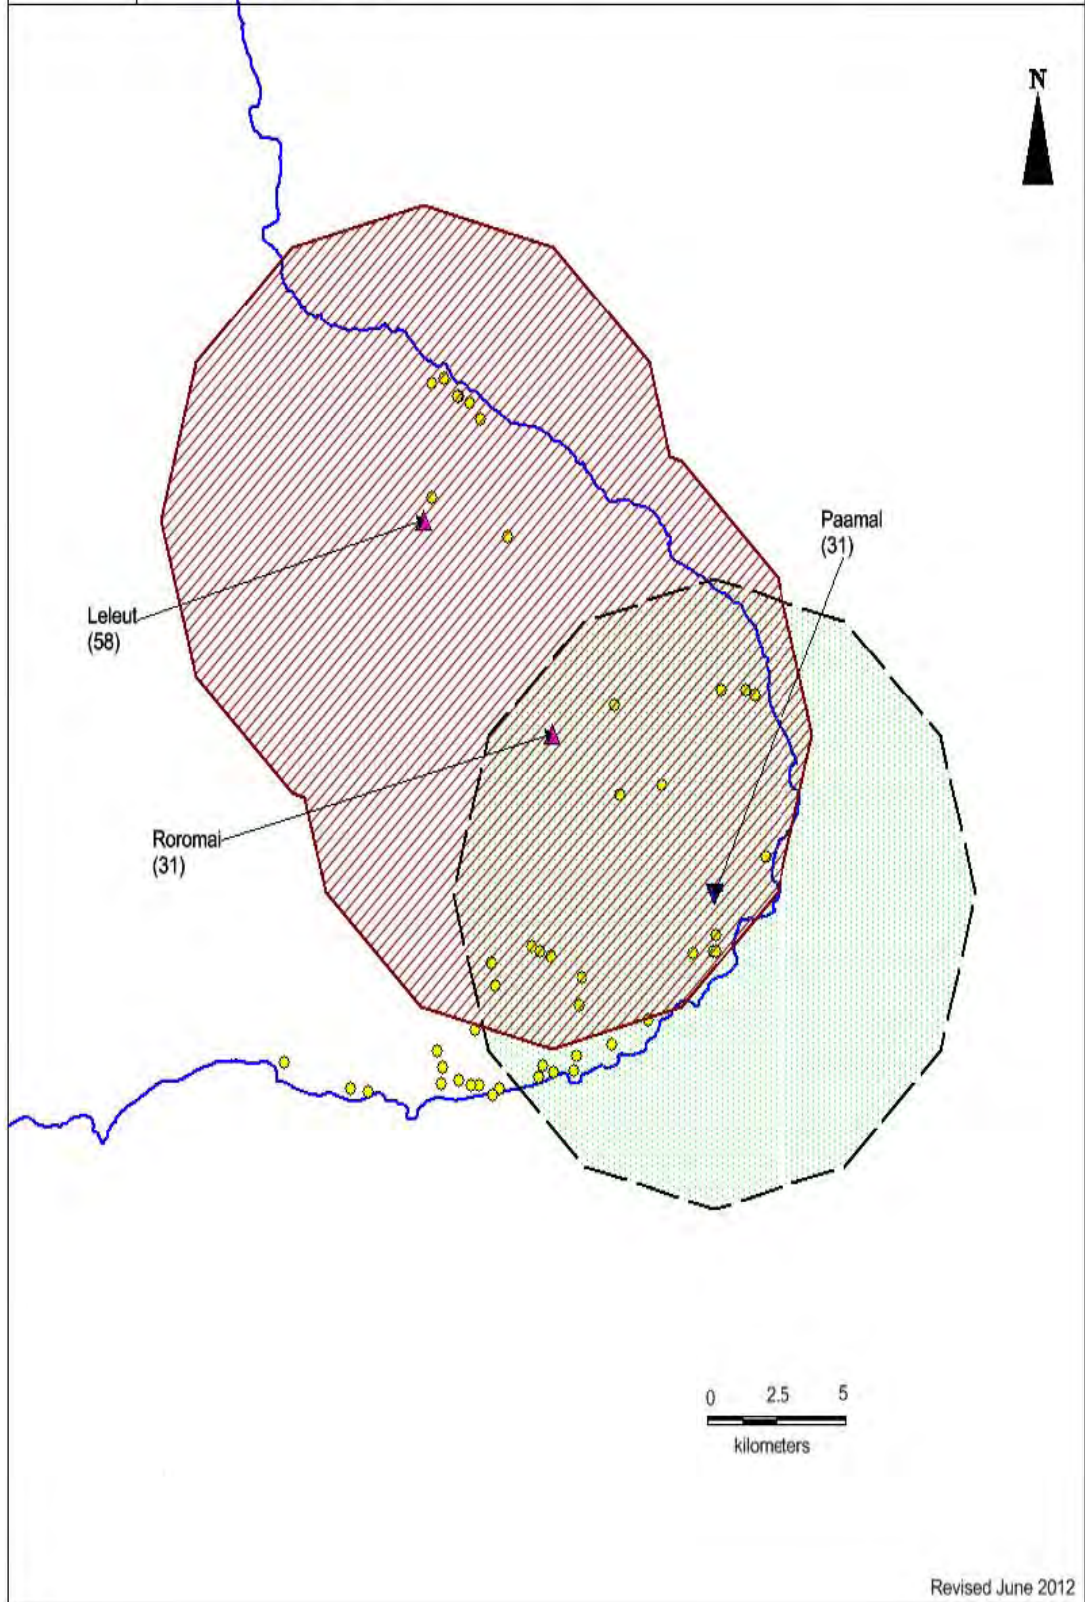 N
Paamal
(31)
Leleut
(58)
Roromai
(31)
0 2.5 5
kilometers
Revised June 2012